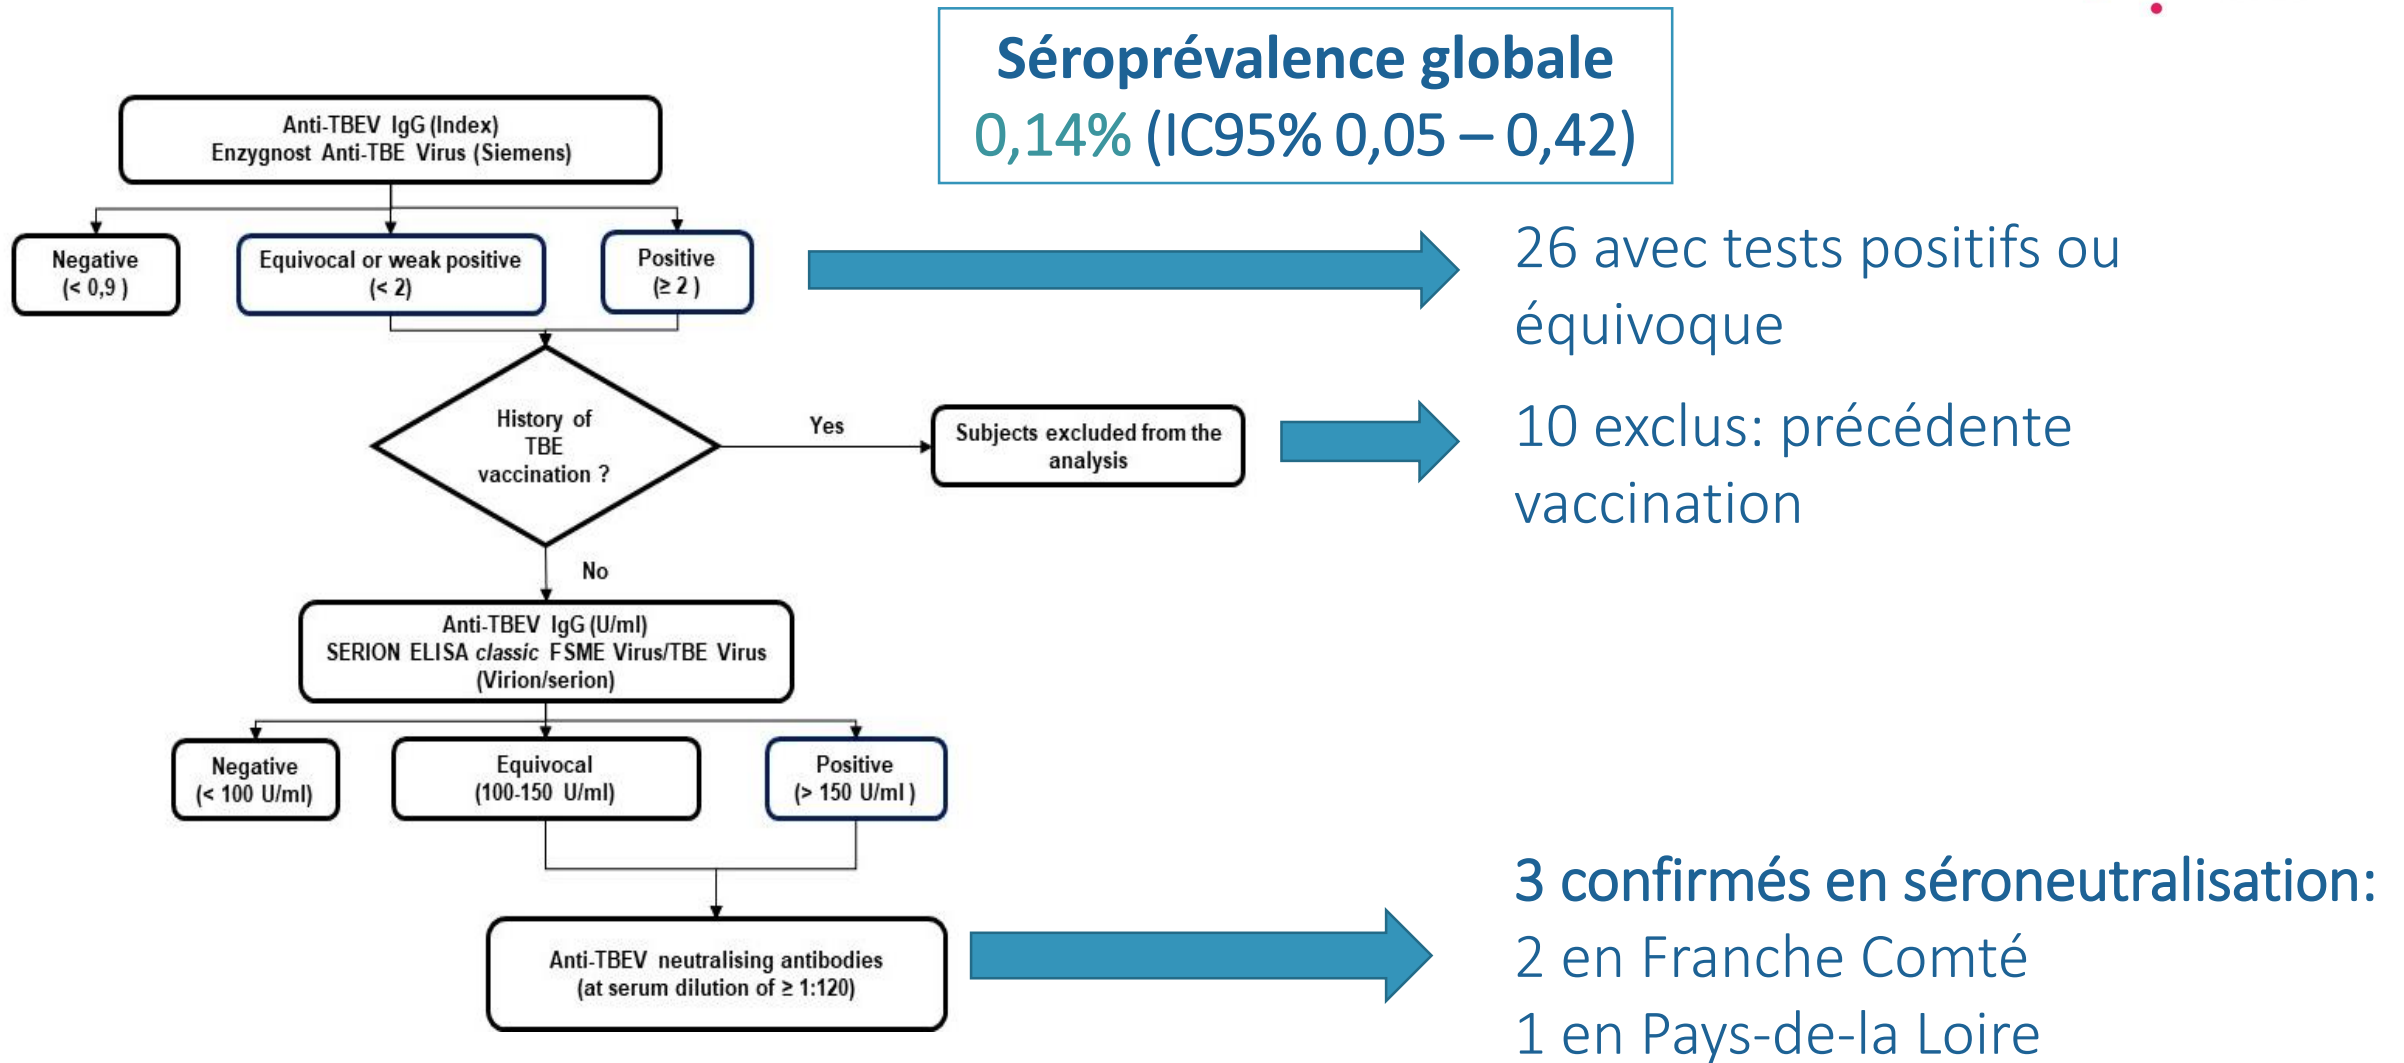 Séroprévalence globale
0,14% (IC95% 0,05 – 0,42)
Anti-TBEV IgG (Index)
Enzygnost Anti-TBE Virus (Siemens)
Negative
(< 0,9 )
Equivocal or weak positive
(< 2)
Positive
(≥ 2 )
26 avec tests positifs ou
équivoque
History of
TBE
vaccination ?
Yes
Subjects excluded from the
analysis
10 exclus: précédente
vaccination
No
Anti-TBEV IgG (U/ml)
SERION ELISA classic FSME Virus/TBE Virus
(Virion/serion)
Negative
(< 100 U/ml)
Equivocal
(100-150 U/ml)
Positive
(> 150 U/ml )
Anti-TBEV neutralising antibodies
(at serum dilution of ≥ 1:120)
3 confirmés en séroneutralisation:
2 en Franche Comté
1 en Pays-de-la Loire